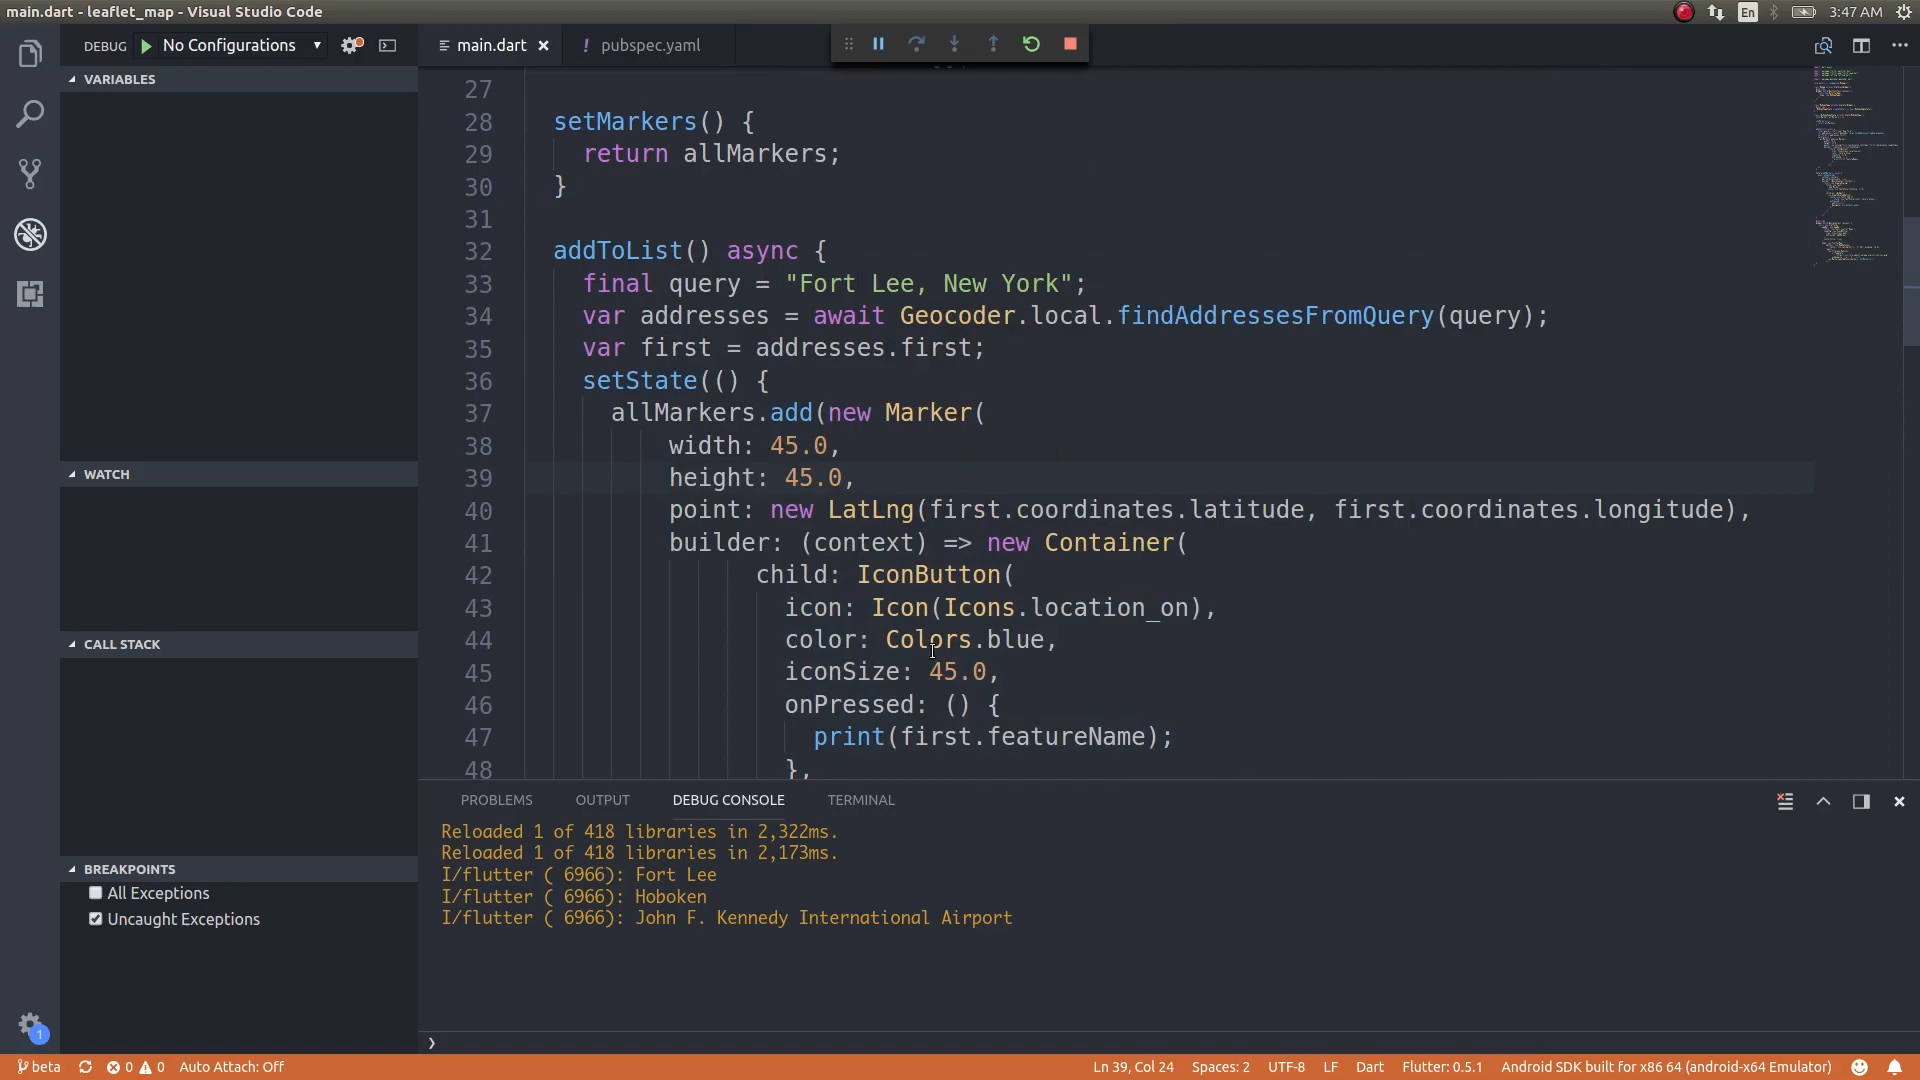 main.dart - leaflet_map - Visual Studio Code
En
3:47 AM
DEBUG
No Configurations
main.dart
! pubspec.yaml
VARIABLES
WATCH
CALL STACK
BREAKPOINTS
All Exceptions
Uncaught Exceptions
27
28 setMarkers() {
29 return allMarkers;
30 }
31
32 addToList() async {
33 final query = "Fort Lee, New York";
34 var addresses = await Geocoder.local.findAddressesFromQuery(query);
35 var first = addresses.first;
36 setState(() {
37 allMarkers.add(new Marker(
38 width: 45.0,
39 height: 45.0,
40 point: new LatLng(first.coordinates.latitude, first.coordinates.longitude),
41 builder: (context) => new Container(
42 child: IconButton(
43 icon: Icon(Icons.location_on),
44 color: Colors.blue,
45 iconSize: 45.0,
46 onPressed: () {
47 print(first.featureName);
48 },
PROBLEMS OUTPUT DEBUG CONSOLE TERMINAL
Reloaded 1 of 418 libraries in 2,322ms.
Reloaded 1 of 418 libraries in 2,173ms.
I/flutter ( 6966): Fort Lee
I/flutter ( 6966): Hoboken
I/flutter ( 6966): John F. Kennedy International Airport
1
beta 0 0 Auto Attach: Off Ln 39, Col 24 Spaces: 2 UTF-8 LF Dart Flutter: 0.5.1 Android SDK built for x86 64 (android-x64 Emulator)